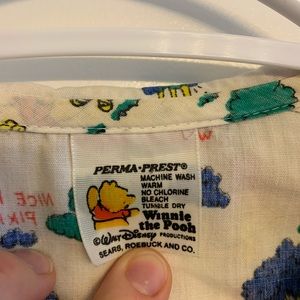 PERMA-PREST®
MACHINE WASH
WARM
NO CHLORINE
BLEACH
TUMBLE DRY
Winnie
the Pooh
©WALT DISNEY PRODUCTIONS
SEARS, ROEBUCK AND CO.
NICE